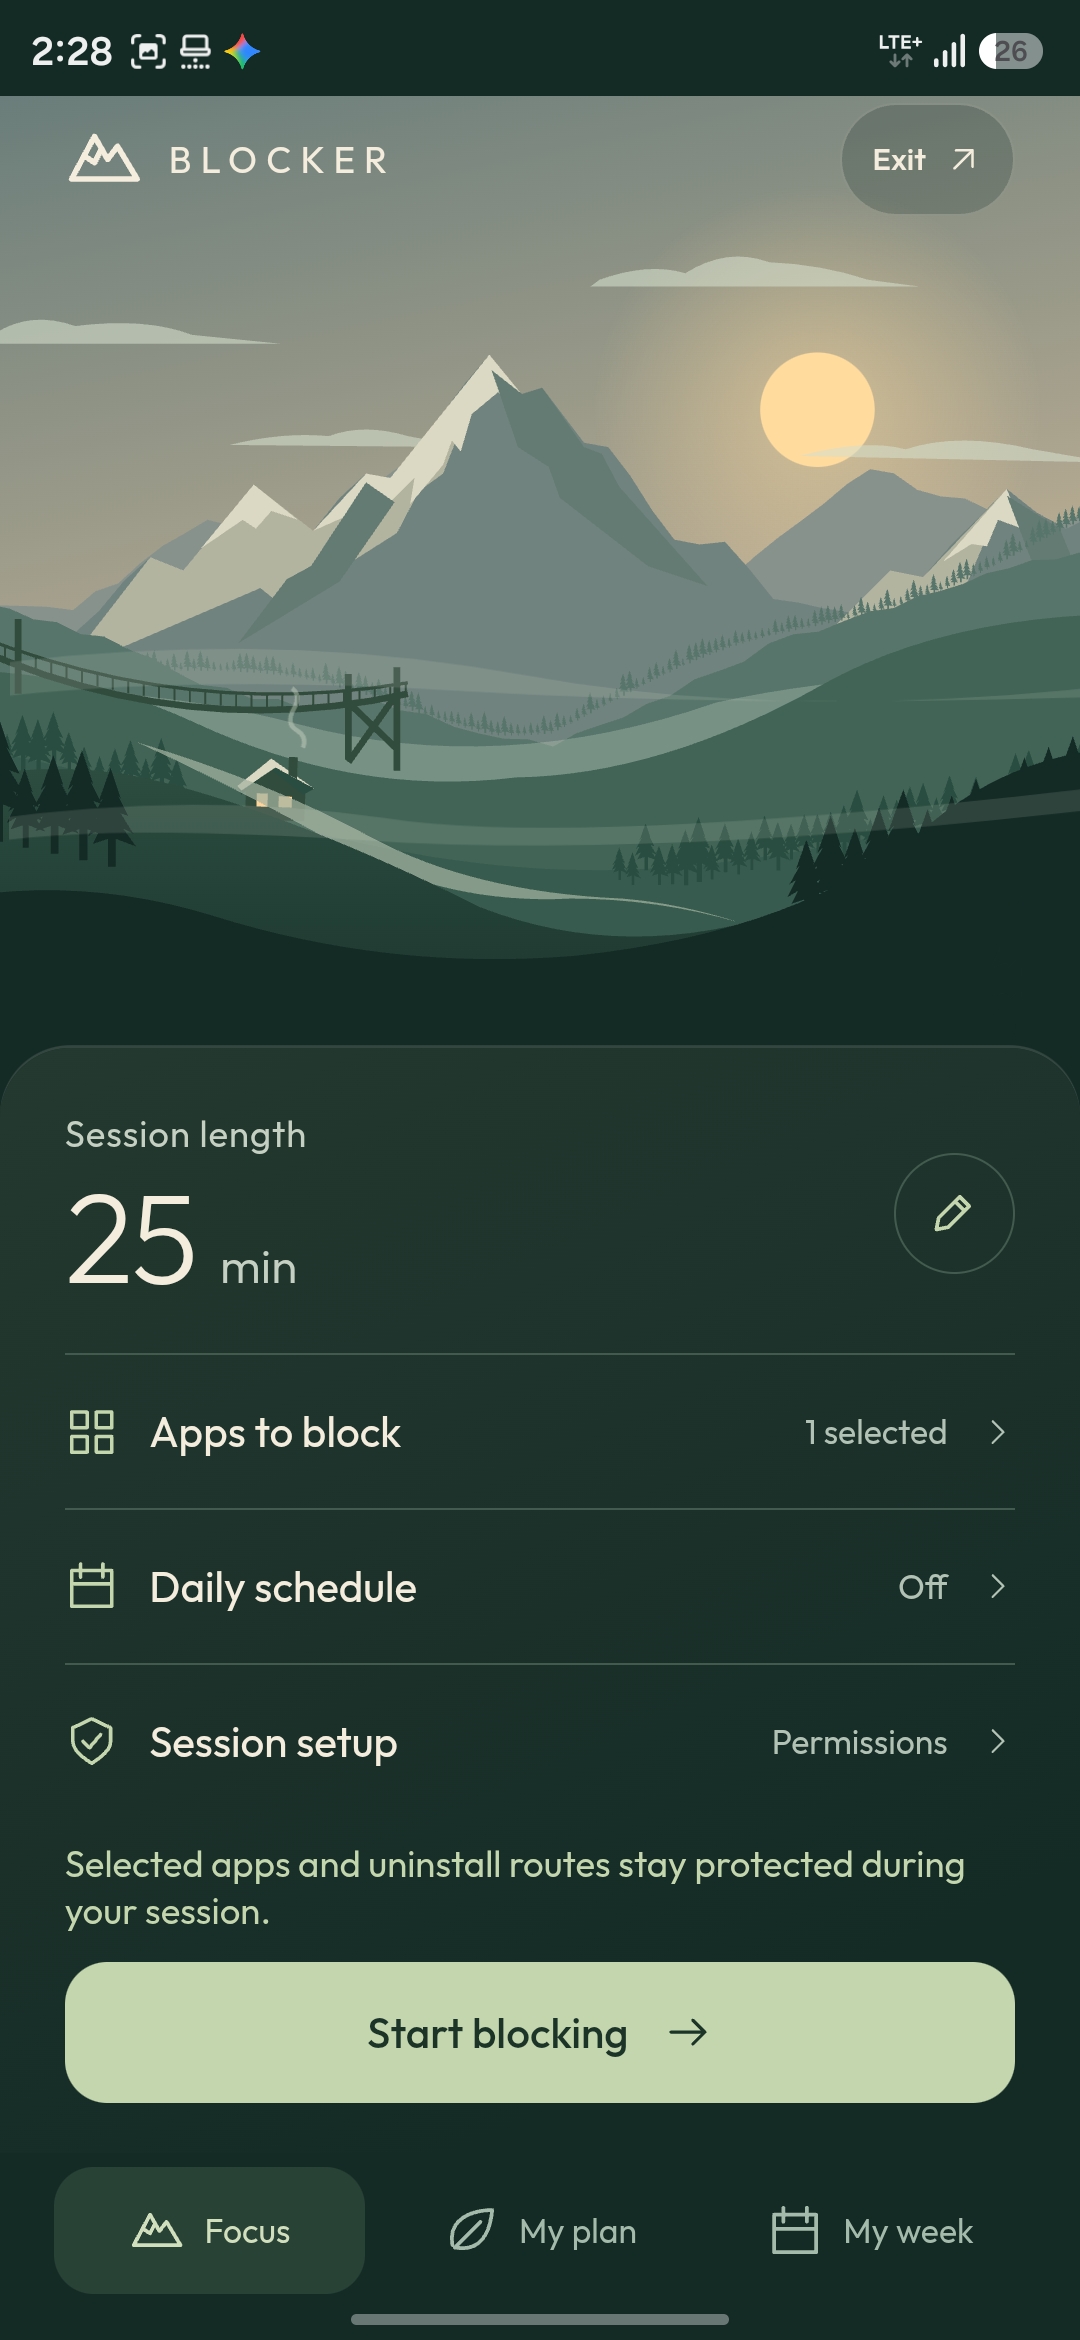 2:28
LTE+
26
BLOCKER
Exit
Session length
25 min
Apps to block
1 selected
Daily schedule
Off
Session setup
Permissions
Selected apps and uninstall routes stay protected during
your session.
Start blocking
Focus
My plan
My week